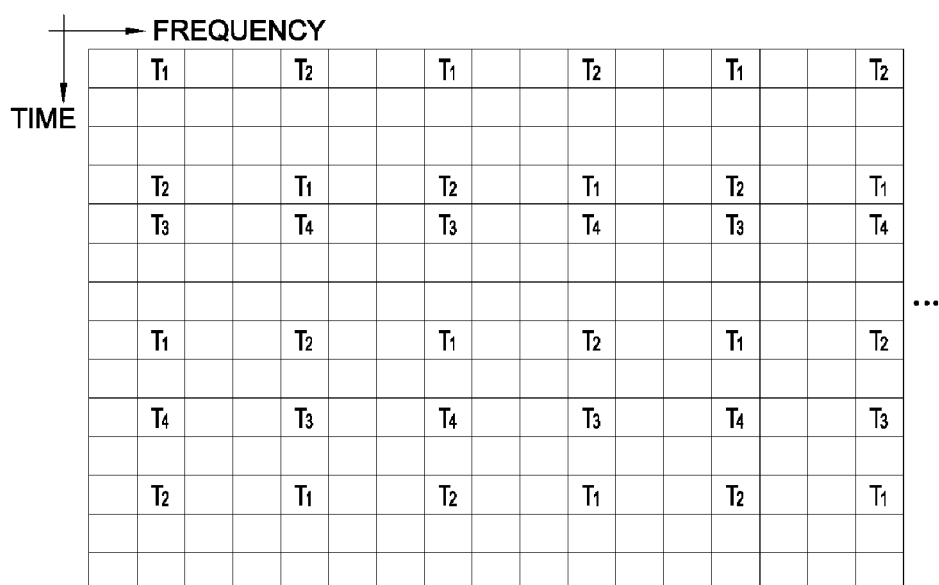 FREQUENCY
TIME
T1 T2 T1 T2 T1 T2
T2 T1 T2 T1 T2 T1
T3 T4 T3 T4 T3 T4
...
T1 T2 T1 T2 T1 T2
T4 T3 T4 T3 T4 T3
T2 T1 T2 T1 T2 T1